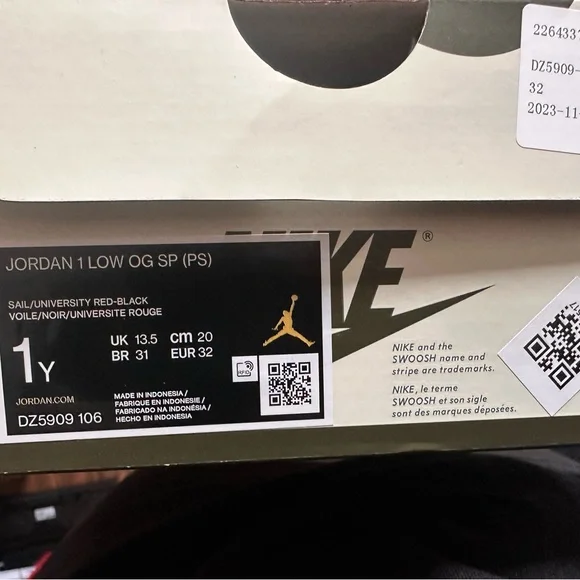 2264337
DZ5909-
32
2023-11-
NIKE®
JORDAN 1 LOW OG SP (PS)
SAIL/UNIVERSITY RED-BLACK
VOILE/NOIR/UNIVERSITE ROUGE
1Y
UK 13.5 cm 20
BR 31 EUR 32
JORDAN.COM
DZ5909 106
MADE IN INDONESIA/
FABRIQUE EN INDONESIE/
FABRICADO NA INDONÉSIA/
HECHO EN INDONESIA
RFID
NIKE and the
SWOOSH name and
stripe are trademarks.
NIKE, le terme
SWOOSH et son sigle
sont des marques déposées.